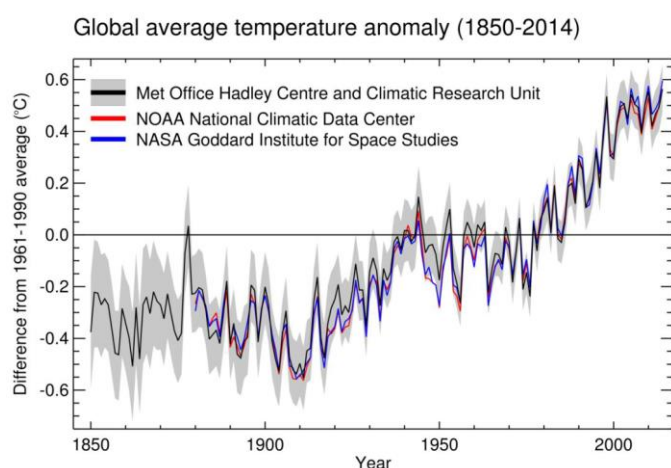 Global average temperature anomaly (1850-2014)
0.6
Met Office Hadley Centre and Climatic Research Unit
NOAA National Climatic Data Center
NASA Goddard Institute for Space Studies
0.4
0.2
0.0
-0.2
-0.4
-0.6
Difference from 1961-1990 average (°C)
1850 1900 1950 2000
Year